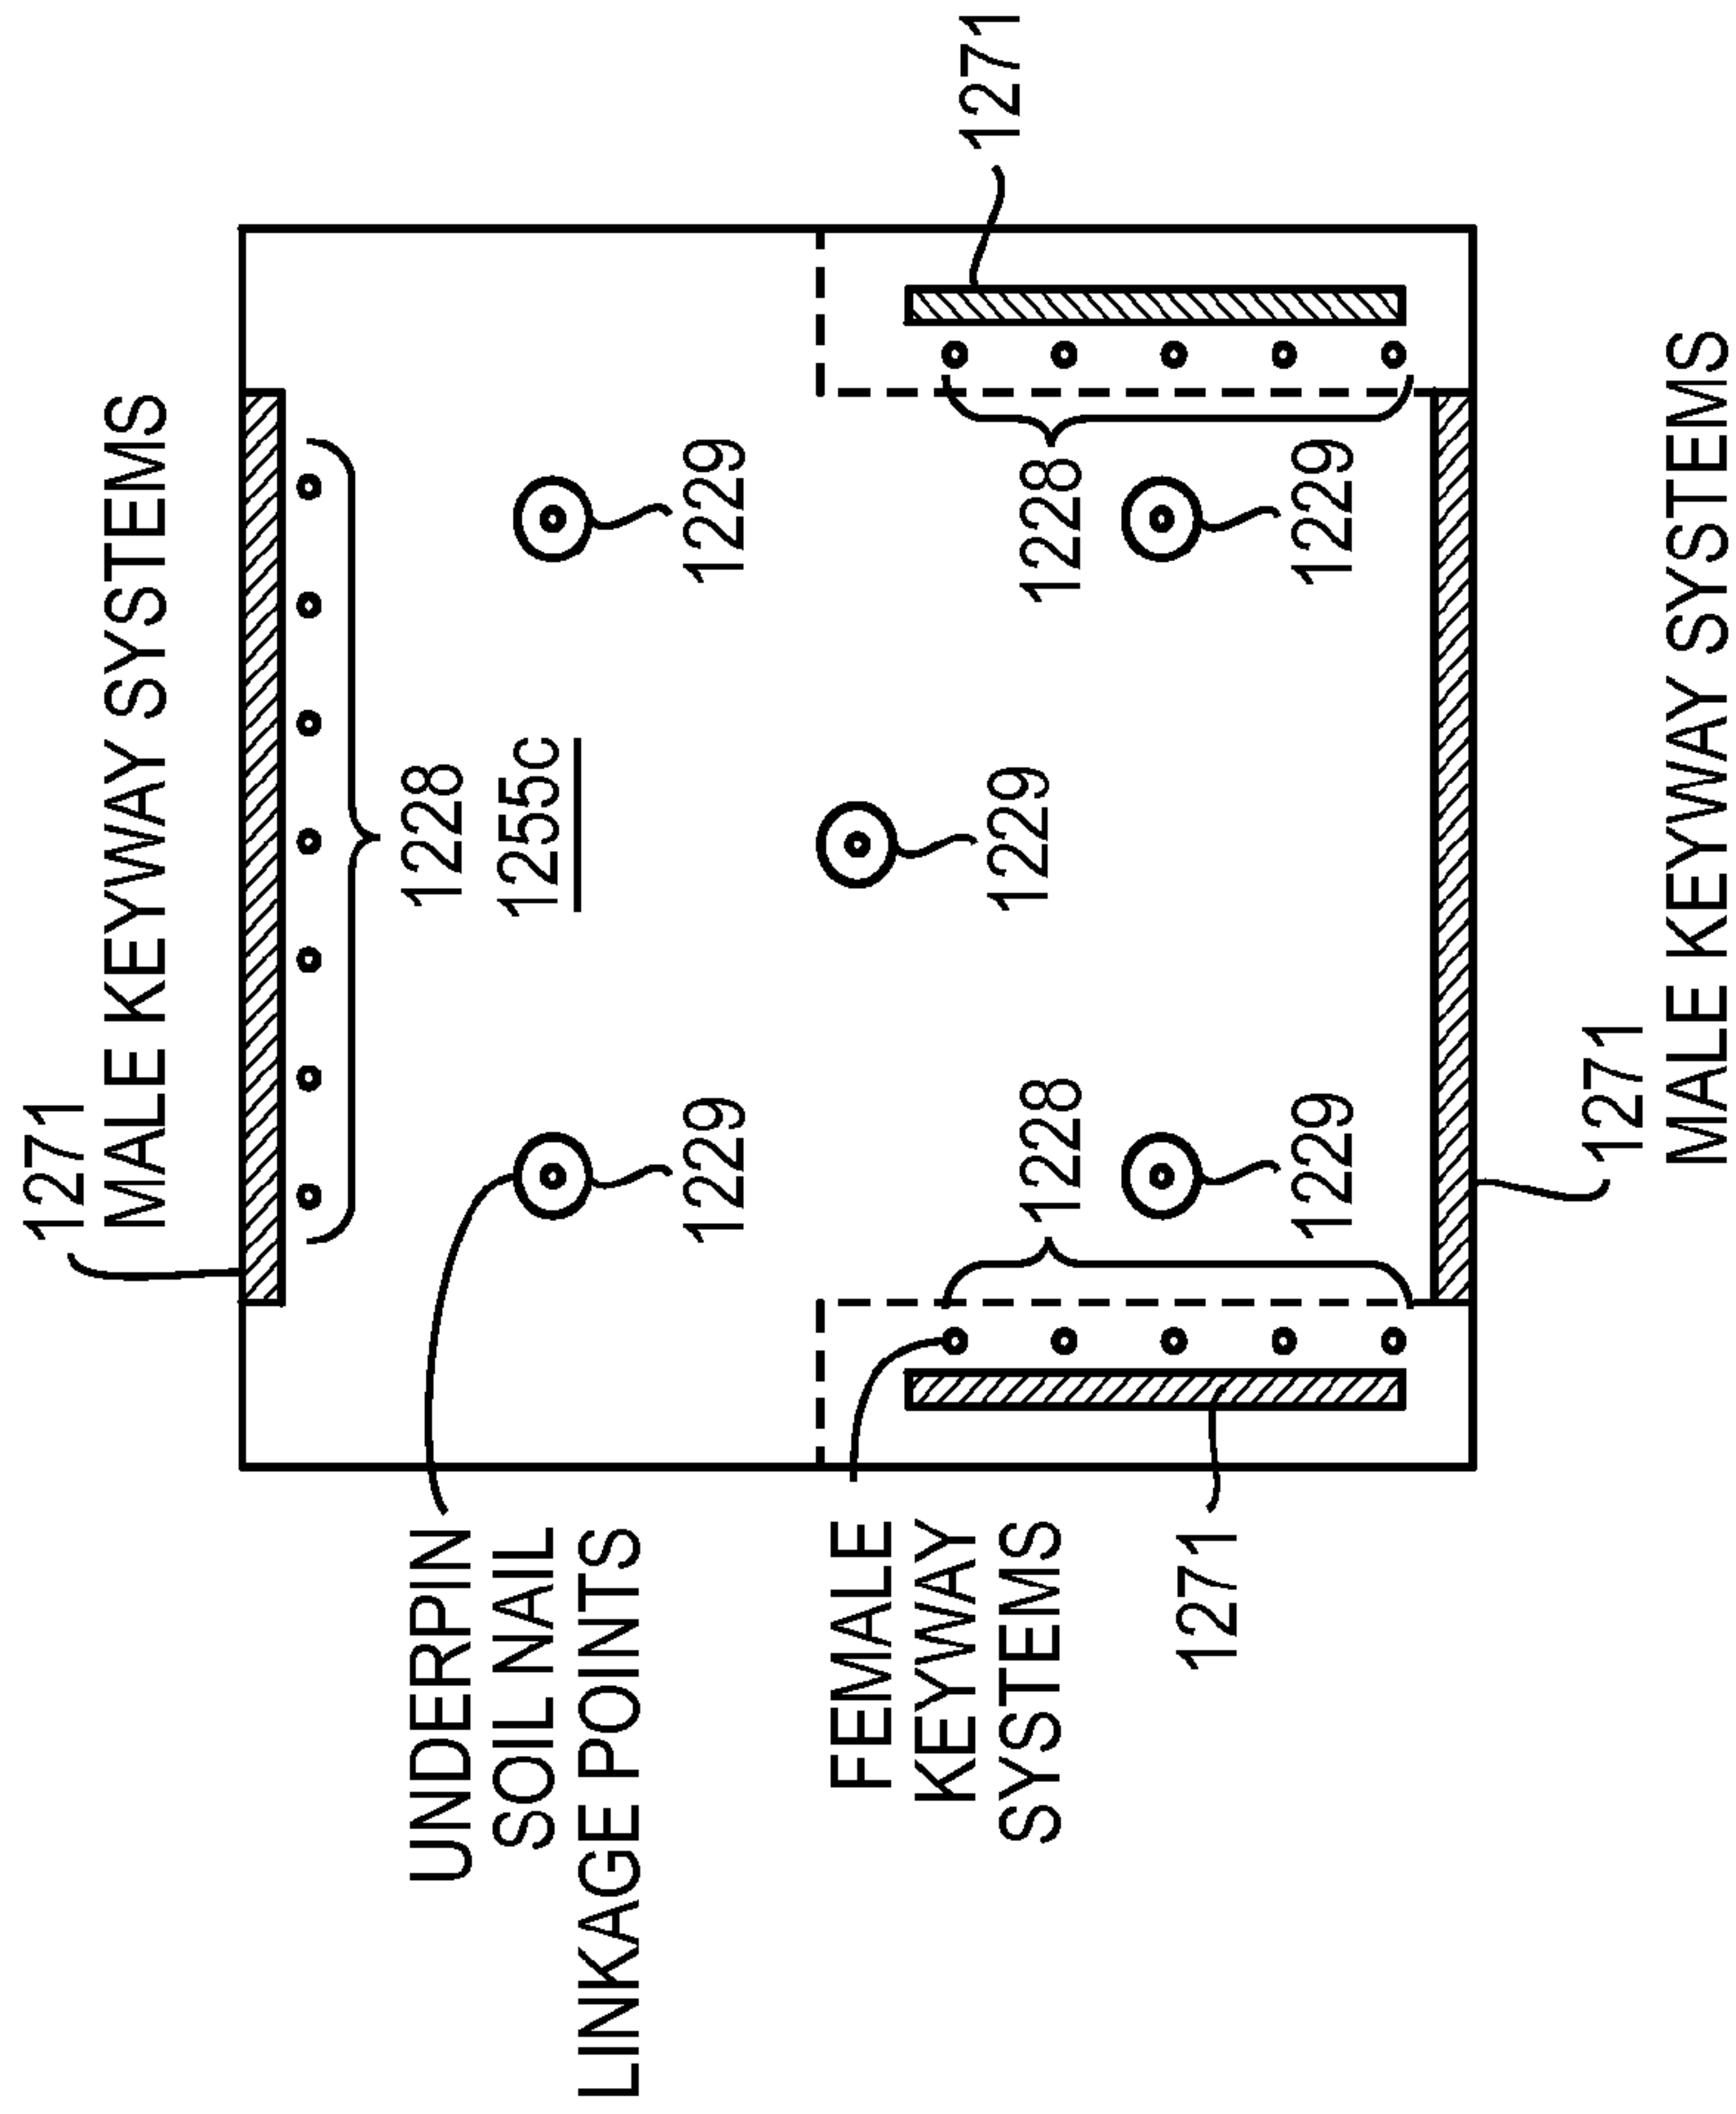 1271
MALE KEYWAY SYSTEMS
1228
1255c
UNDERPIN
SOIL NAIL
LINKAGE POINTS
1229
1229
1229
1271
FEMALE
KEYWAY
SYSTEMS
1228
1228
1271
1229
1229
1271
MALE KEYWAY SYSTEMS